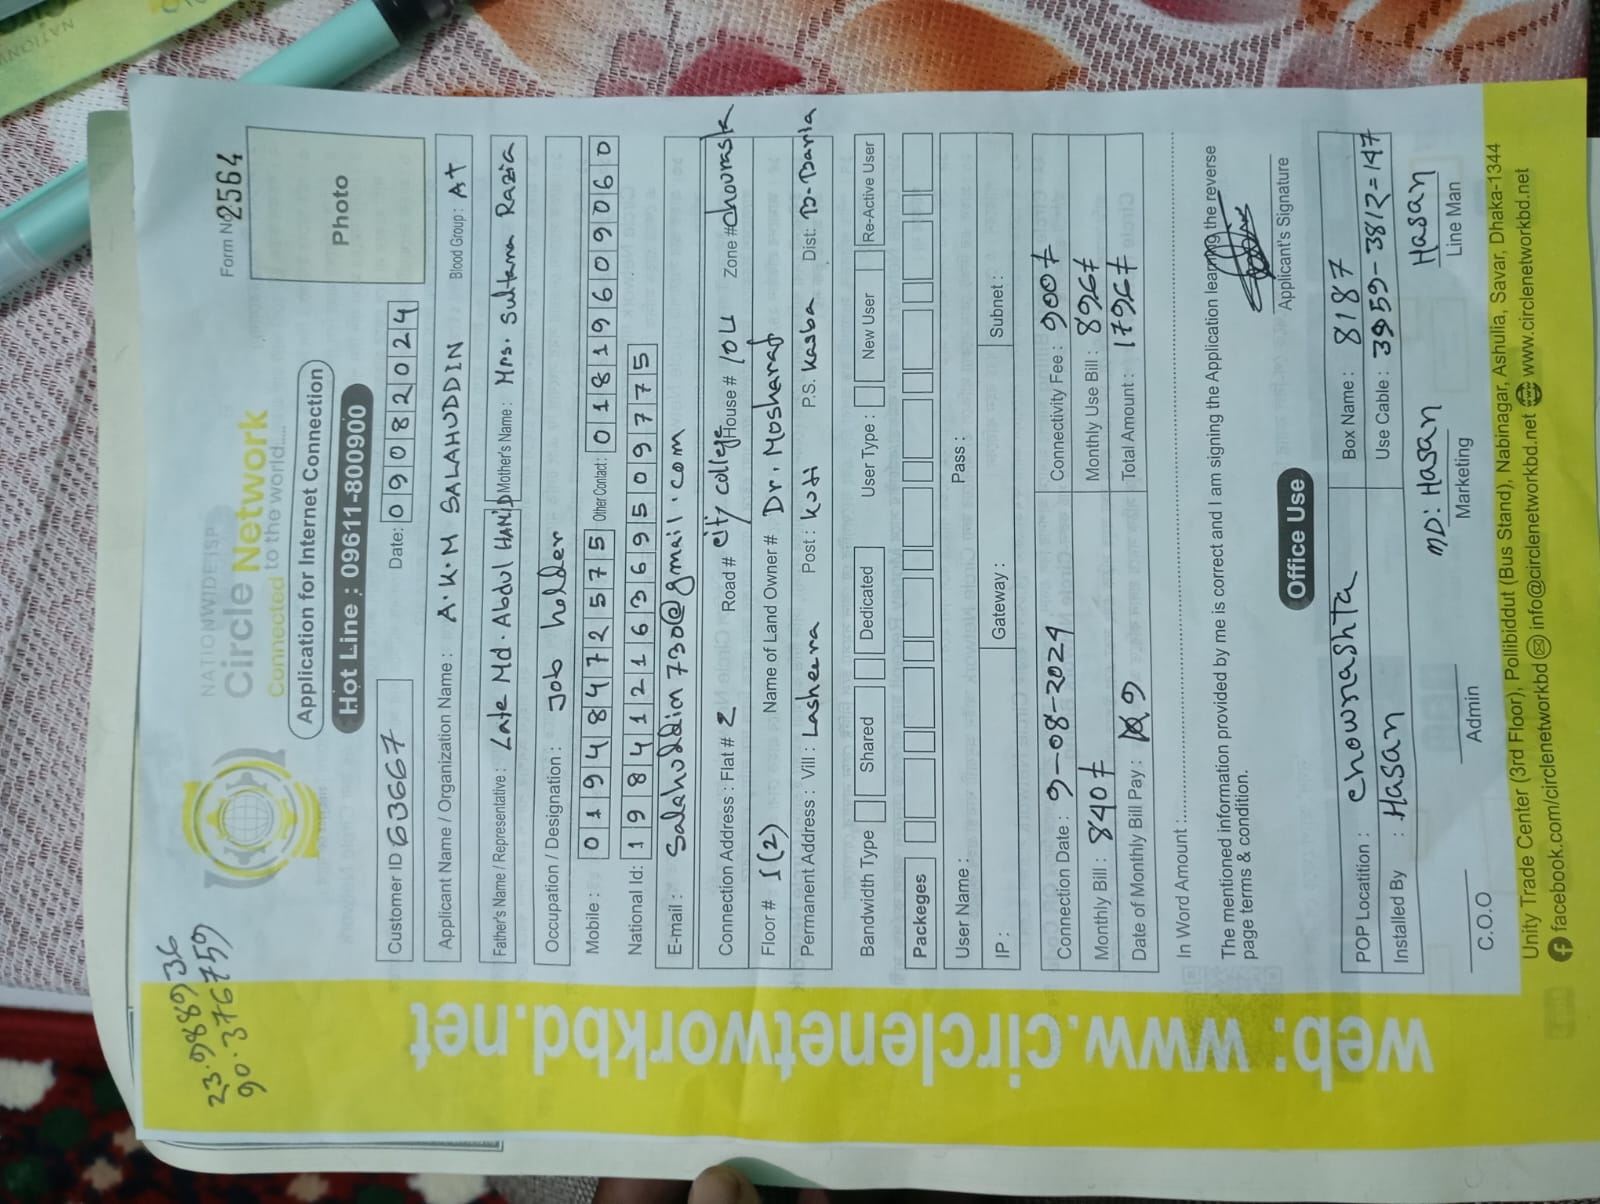 23.988936
90.376759
NATIONWIDE ISP
Circle Network
Connected to the world.....
Form No 2564
Application for Internet Connection
Hot Line : 09611-800900
Photo
Customer ID 63667 Date: 09082024
Applicant Name / Organization Name : A.K.M SALAHUDDIN Blood Group: A+
Father's Name / Representative : Late Md. Abdul HANID Mother's Name : Mrs. Sultana Razia
Occupation / Designation : Job holder
Mobile : 01948472575 Other Contact: 01819609060
National Id: 19841216369509775
E-mail : Salahuddin730@gmail.com
Connection Address : Flat # 2 Road # city college House # 104 Zone # chowrash
Floor # 1(2) Name of Land Owner # Dr. Mosharraf
Permanent Address : Vill : Lasheena Post : Kuti P.S. Kasba Dist: B-Baria
Bandwidth Type Shared Dedicated User Type : New User Re-Active User
Packeges
User Name : Pass :
IP : Gateway : Subnet :
Connection Date : 9-08-2024 Connectivity Fee : 900/=
Monthly Bill : 840/= Monthly Use Bill : 896/=
Date of Monthly Bill Pay : 9 Total Amount : 1796/=
In Word Amount :
The mentioned information provided by me is correct and I am signing the Application learning the reverse
page terms & condition.
Applicant's Signature
Office Use
POP Locatition : Chowrashta Box Name : 8187
Installed By : Hasan Use Cable : 3959-3812=147
MD: Hasan Hasan
C.O.O Admin Marketing Line Man
Unity Trade Center (3rd Floor), Pollibiddut (Bus Stand), Nabinagar, Ashulia, Savar, Dhaka-1344
facebook.com/circlenetworkbd info@circlenetworkbd.net www.circlenetworkbd.net
web: www.circlenetworkbd.net